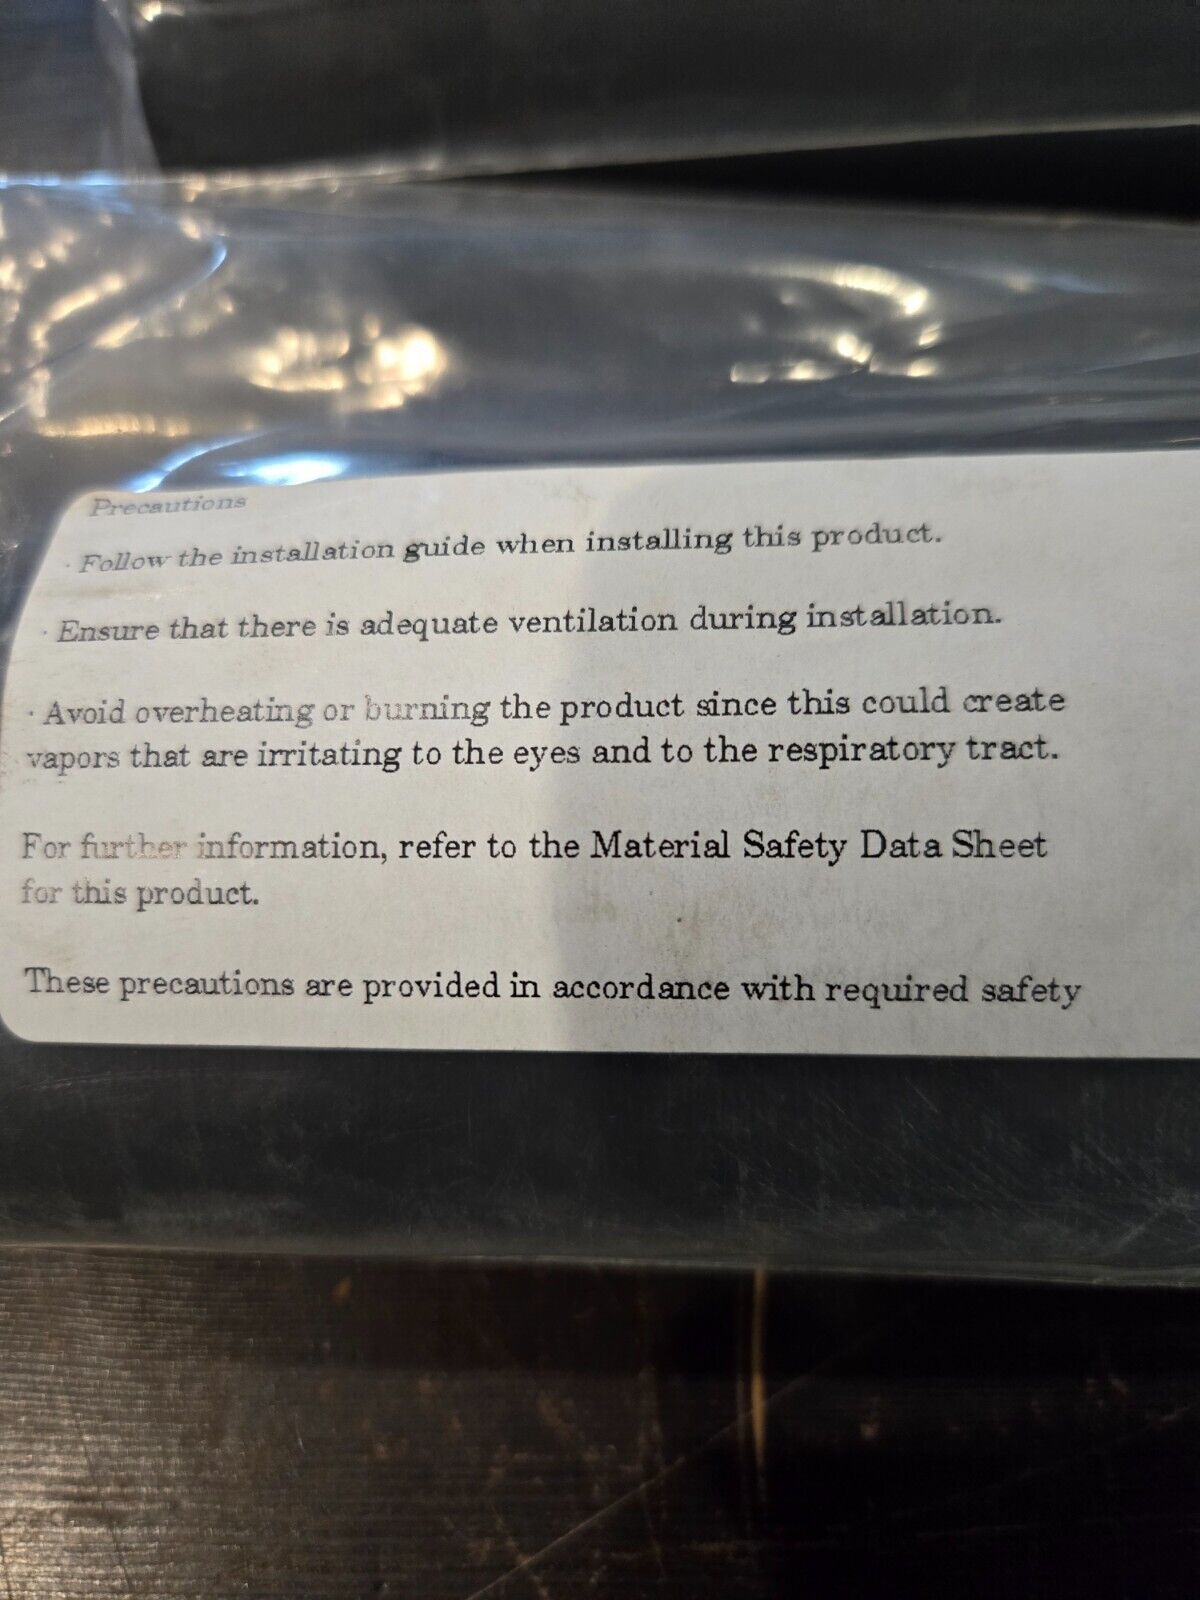 Precautions
· Follow the installation guide when installing this product.
· Ensure that there is adequate ventilation during installation.
· Avoid overheating or burning the product since this could create
vapors that are irritating to the eyes and to the respiratory tract.
For further information, refer to the Material Safety Data Sheet
for this product.
These precautions are provided in accordance with required safety